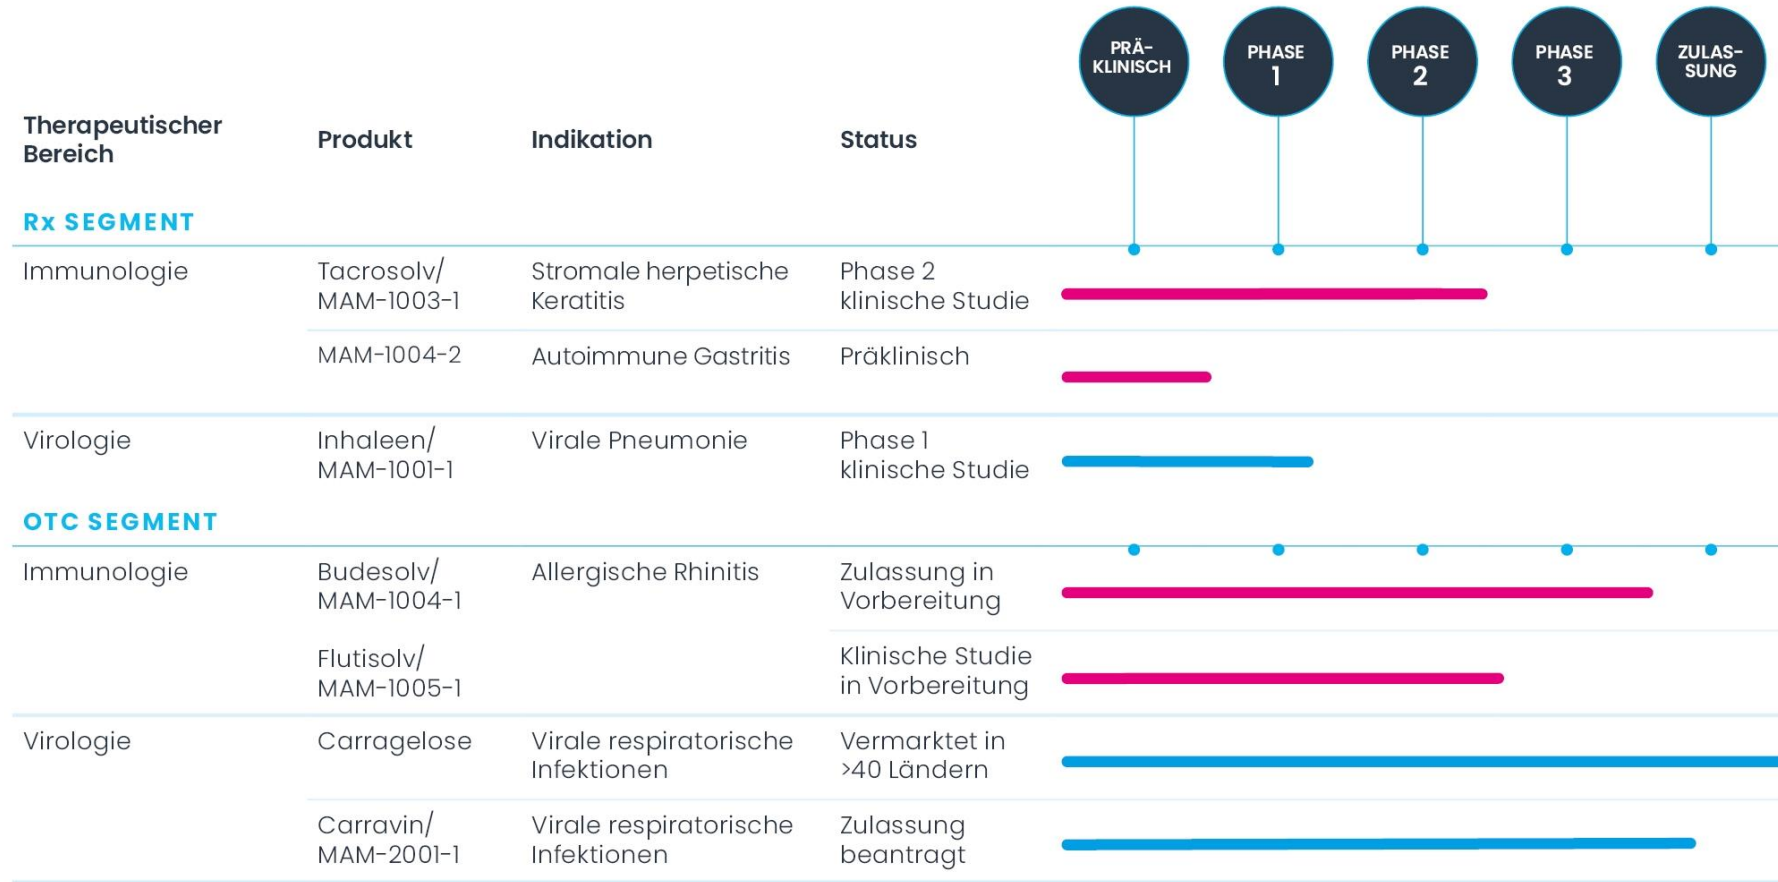 PRÄ-
KLINISCH
PHASE
1
PHASE
2
PHASE
3
ZULAS-
SUNG
Therapeutischer
Bereich
Produkt
Indikation
Status
Rx SEGMENT
Immunologie
Tacrosolv/
MAM-1003-1
Stromale herpetische
Keratitis
Phase 2
klinische Studie
MAM-1004-2
Autoimmune Gastritis
Präklinisch
Virologie
Inhaleen/
MAM-1001-1
Virale Pneumonie
Phase 1
klinische Studie
OTC SEGMENT
Immunologie
Budesolv/
MAM-1004-1
Allergische Rhinitis
Zulassung in
Vorbereitung
Flutisolv/
MAM-1005-1
Klinische Studie
in Vorbereitung
Virologie
Carragelose
Virale respiratorische
Infektionen
Vermarktet in
>40 Ländern
Carravin/
MAM-2001-1
Virale respiratorische
Infektionen
Zulassung
beantragt